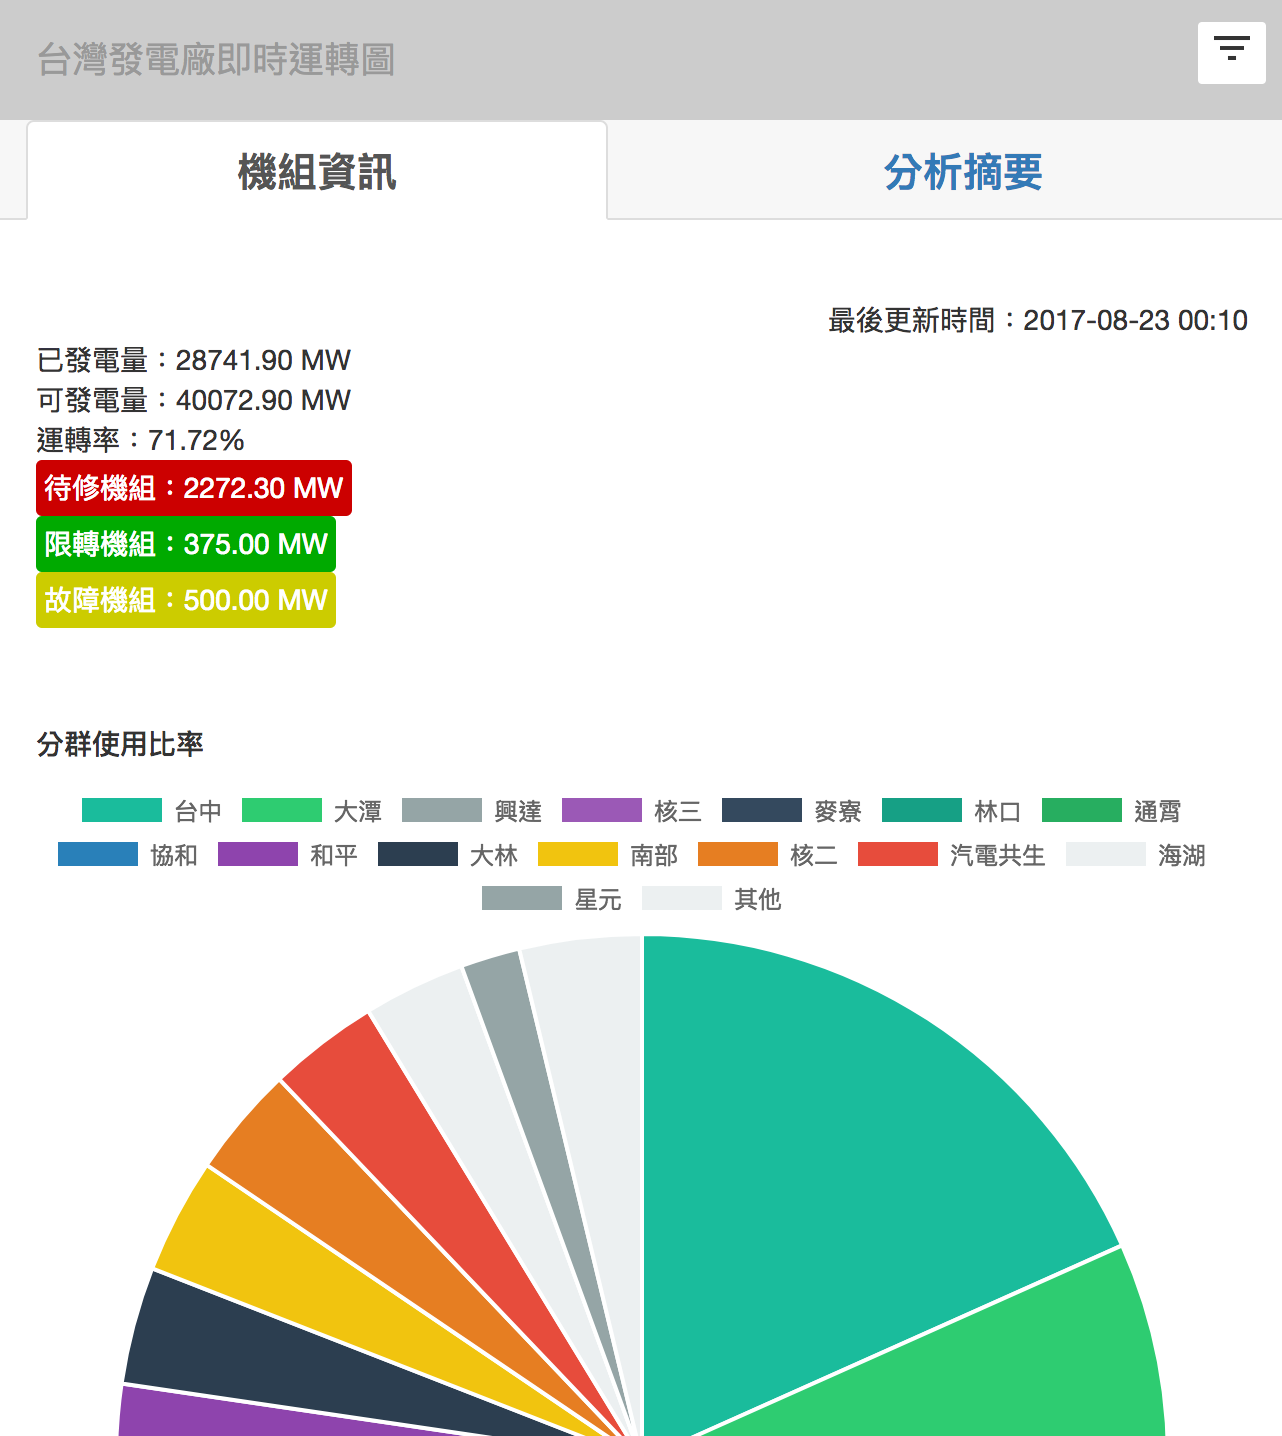 台灣發電廠即時運轉圖
機組資訊
分析摘要
最後更新時間：2017-08-23 00:10
已發電量：28741.90 MW
可發電量：40072.90 MW
運轉率：71.72%
待修機組：2272.30 MW
限轉機組：375.00 MW
故障機組：500.00 MW
分群使用比率
台中 大潭 興達 核三 麥寮 林口 通霄
協和 和平 大林 南部 核二 汽電共生 海湖
星元 其他